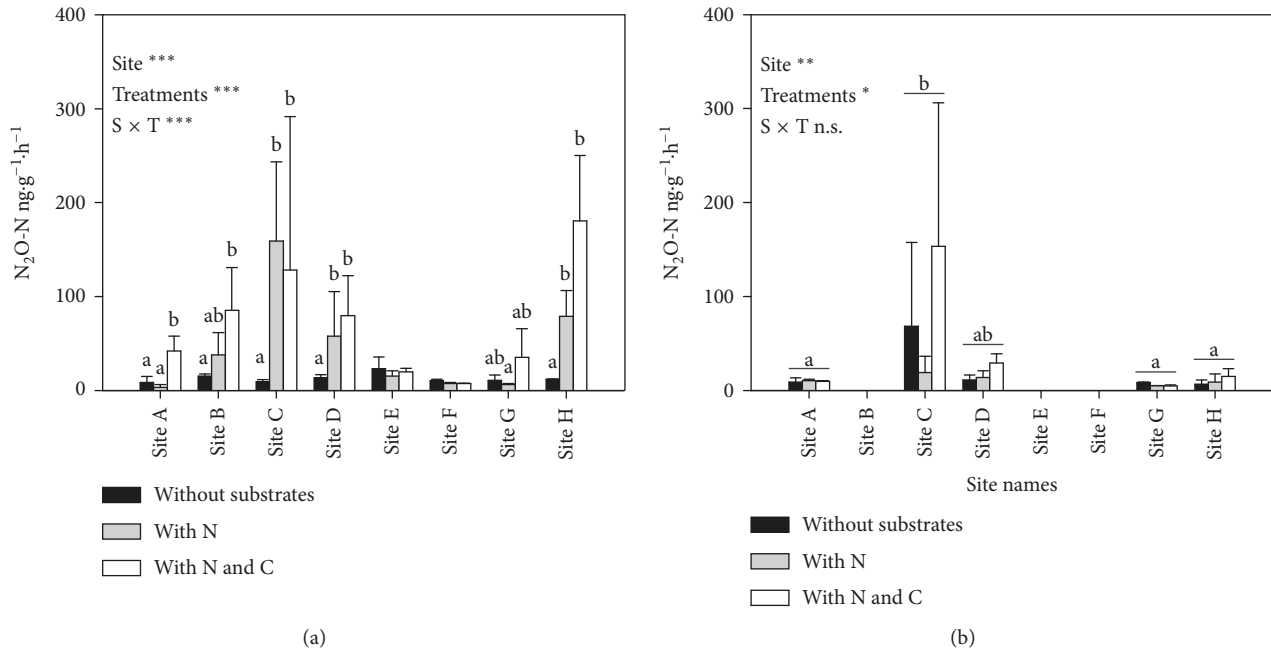 400
300
200
100
0
N₂O-N ng·g⁻¹·h⁻¹
Site ***
Treatments ***
S × T ***
a
a
b
a
ab
b
a
b
b
a
b
b
ab
a
ab
a
b
b
Site A
Site B
Site C
Site D
Site E
Site F
Site G
Site H
Without substrates
With N
With N and C
(a)
400
300
200
100
0
N₂O-N ng·g⁻¹·h⁻¹
Site **
Treatments *
S × T n.s.
a
b
ab
a
a
Site A
Site B
Site C
Site D
Site E
Site F
Site G
Site H
Site names
Without substrates
With N
With N and C
(b)